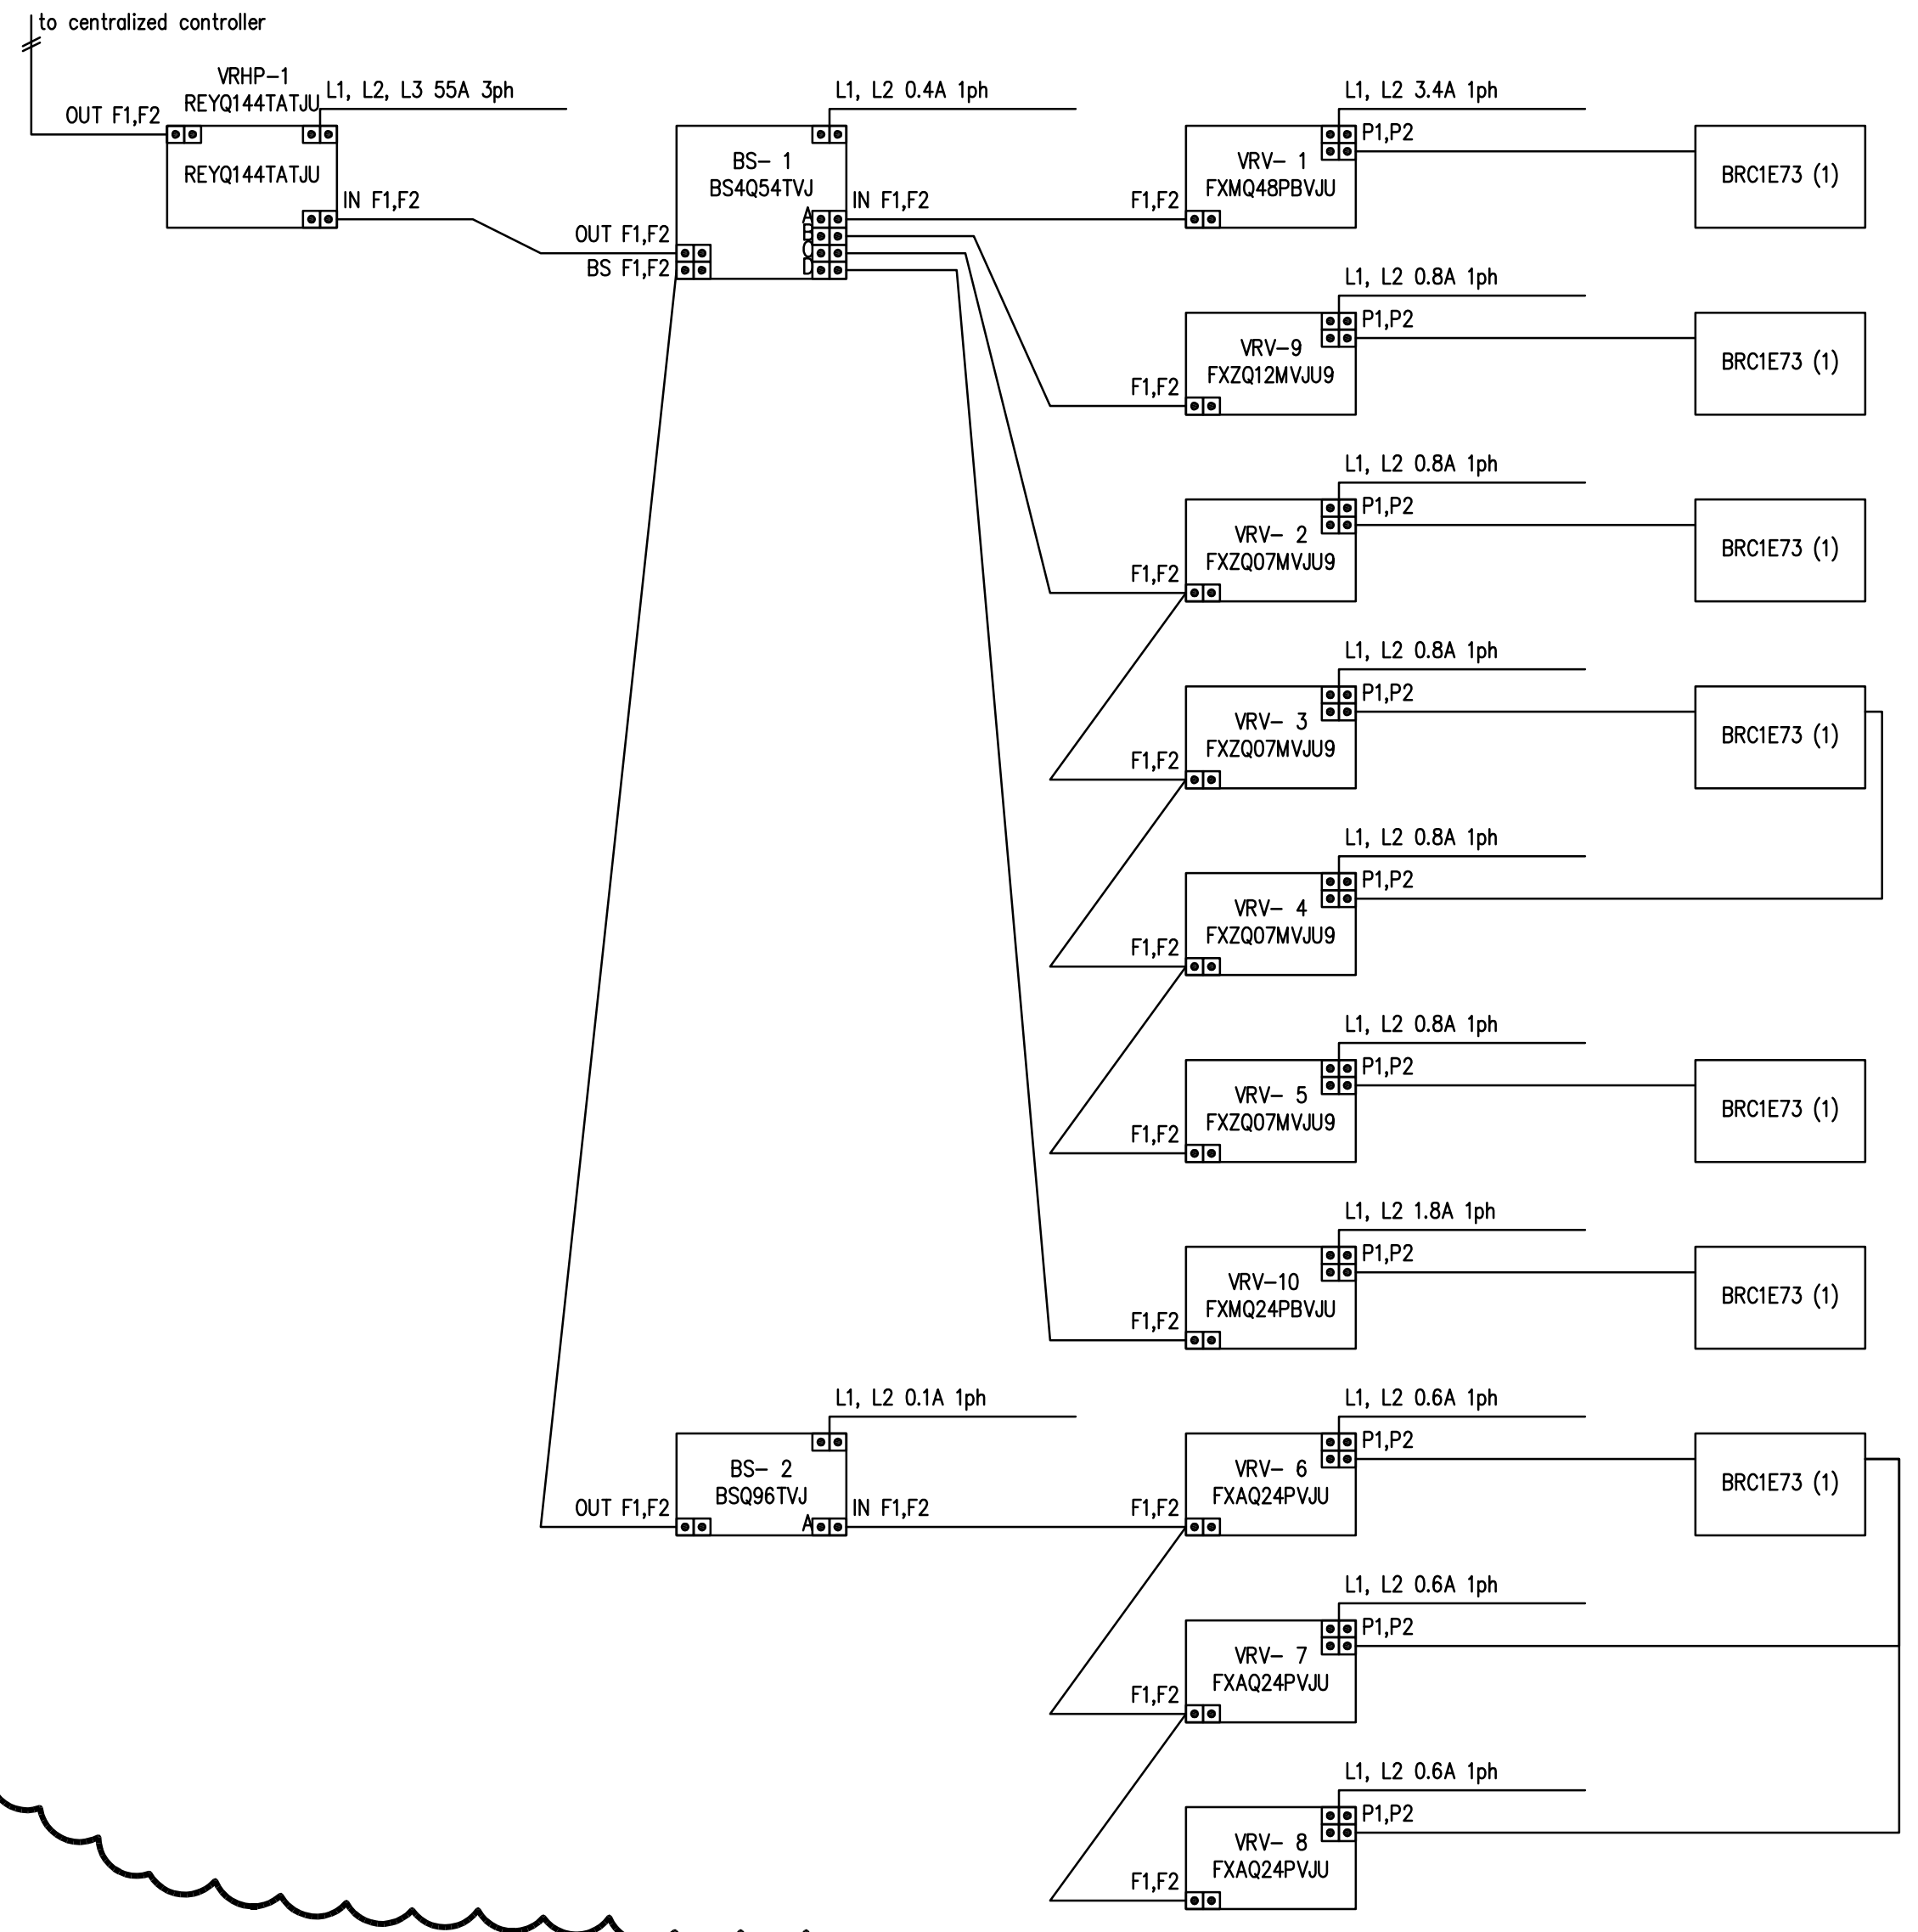 to centralized controller
VRHP-1
REYQ144TATJU
L1, L2, L3 55A 3ph
OUT F1,F2
REYQ144TATJU
IN F1,F2
L1, L2 0.4A 1ph
BS- 1
BS4Q54TVJ
OUT F1,F2
BS F1,F2
A
B
C
D
IN F1,F2
L1, L2 3.4A 1ph
P1,P2
VRV- 1
FXMQ48PBVJU
F1,F2
BRC1E73 (1)
L1, L2 0.8A 1ph
P1,P2
VRV-9
FXZQ12MVJU9
F1,F2
BRC1E73 (1)
L1, L2 0.8A 1ph
P1,P2
VRV- 2
FXZQ07MVJU9
F1,F2
BRC1E73 (1)
L1, L2 0.8A 1ph
P1,P2
VRV- 3
FXZQ07MVJU9
F1,F2
BRC1E73 (1)
L1, L2 0.8A 1ph
P1,P2
VRV- 4
FXZQ07MVJU9
F1,F2
L1, L2 0.8A 1ph
P1,P2
VRV- 5
FXZQ07MVJU9
F1,F2
BRC1E73 (1)
L1, L2 1.8A 1ph
P1,P2
VRV-10
FXMQ24PBVJU
F1,F2
BRC1E73 (1)
L1, L2 0.1A 1ph
BS- 2
BSQ96TVJ
OUT F1,F2
A
IN F1,F2
L1, L2 0.6A 1ph
P1,P2
VRV- 6
FXAQ24PVJU
F1,F2
BRC1E73 (1)
L1, L2 0.6A 1ph
P1,P2
VRV- 7
FXAQ24PVJU
F1,F2
L1, L2 0.6A 1ph
P1,P2
VRV- 8
FXAQ24PVJU
F1,F2